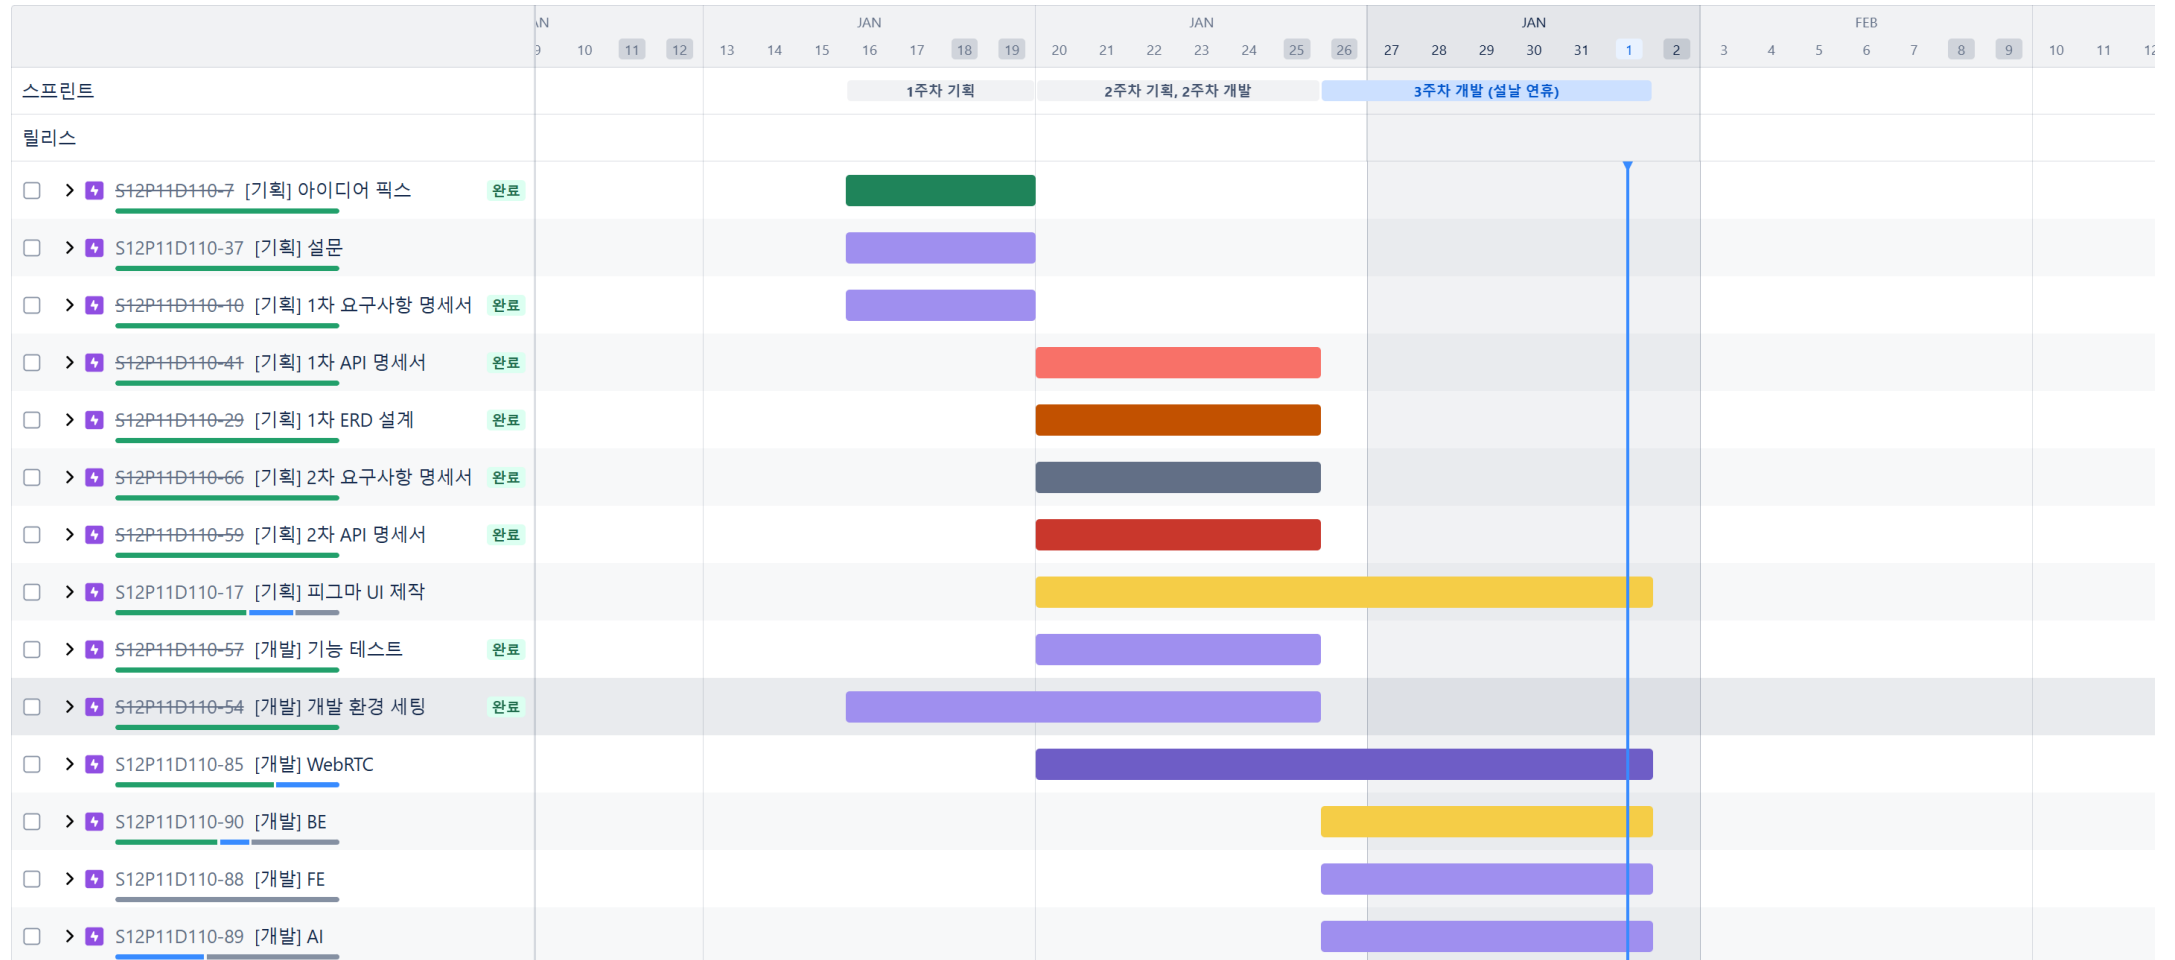 AN JAN JAN JAN FEB
9 10 11 12 13 14 15 16 17 18 19 20 21 22 23 24 25 26 27 28 29 30 31 1 2 3 4 5 6 7 8 9 10 11 12
스프린트 1주차 기획 2주차 기획, 2주차 개발 3주차 개발 (설날 연휴)
릴리스
S12P11D110-7 [기획] 아이디어 픽스 완료
S12P11D110-37 [기획] 설문
S12P11D110-10 [기획] 1차 요구사항 명세서 완료
S12P11D110-41 [기획] 1차 API 명세서 완료
S12P11D110-29 [기획] 1차 ERD 설계 완료
S12P11D110-66 [기획] 2차 요구사항 명세서 완료
S12P11D110-59 [기획] 2차 API 명세서 완료
S12P11D110-17 [기획] 피그마 UI 제작
S12P11D110-57 [개발] 기능 테스트 완료
S12P11D110-54 [개발] 개발 환경 세팅 완료
S12P11D110-85 [개발] WebRTC
S12P11D110-90 [개발] BE
S12P11D110-88 [개발] FE
S12P11D110-89 [개발] AI